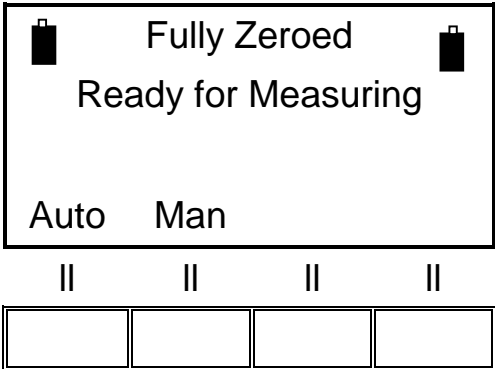 Fully Zeroed
Ready for Measuring
Auto Man
|| || || ||